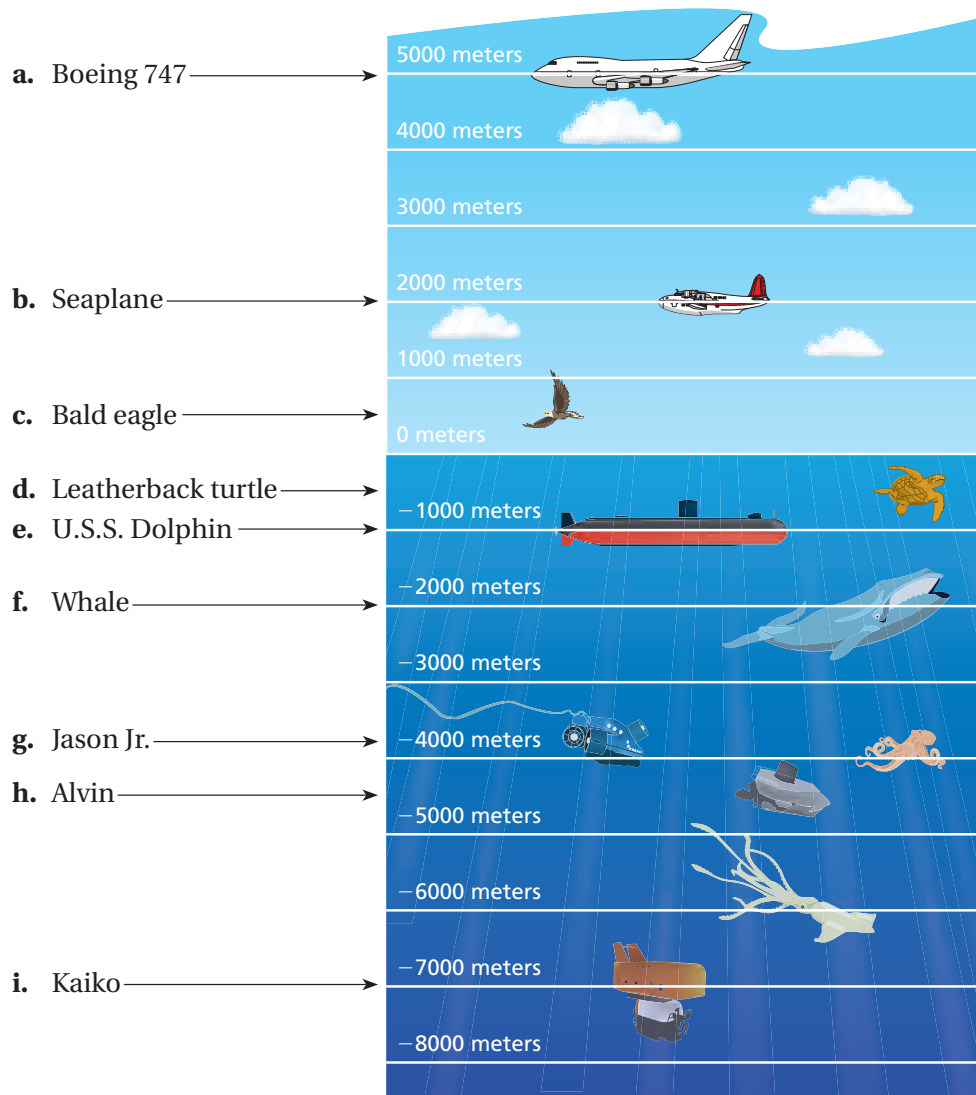 5000 meters
a. Boeing 747
4000 meters
3000 meters
2000 meters
b. Seaplane
1000 meters
c. Bald eagle
0 meters
d. Leatherback turtle
−1000 meters
e. U.S.S. Dolphin
−2000 meters
f. Whale
−3000 meters
g. Jason Jr.
−4000 meters
h. Alvin
−5000 meters
−6000 meters
−7000 meters
i. Kaiko
−8000 meters